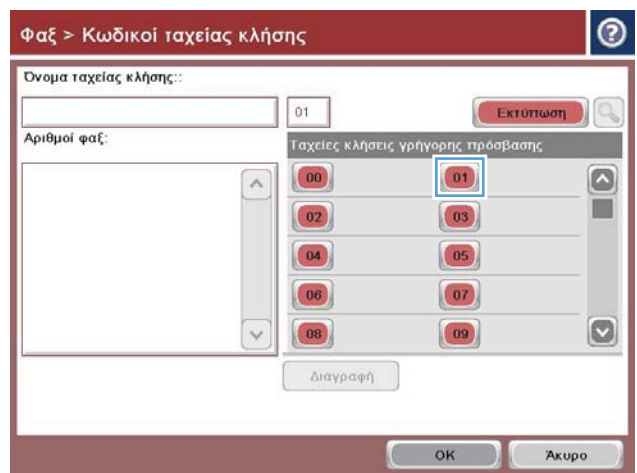 Φαξ > Κωδικοί ταχείας κλήσης
Όνομα ταχείας κλήσης::
01
Εκτύπωση
Αριθμοί φαξ:
Ταχείες κλήσεις γρήγορης πρόσβασης
00
01
02
03
04
05
06
07
08
09
Διαγραφή
OK
Άκυρο